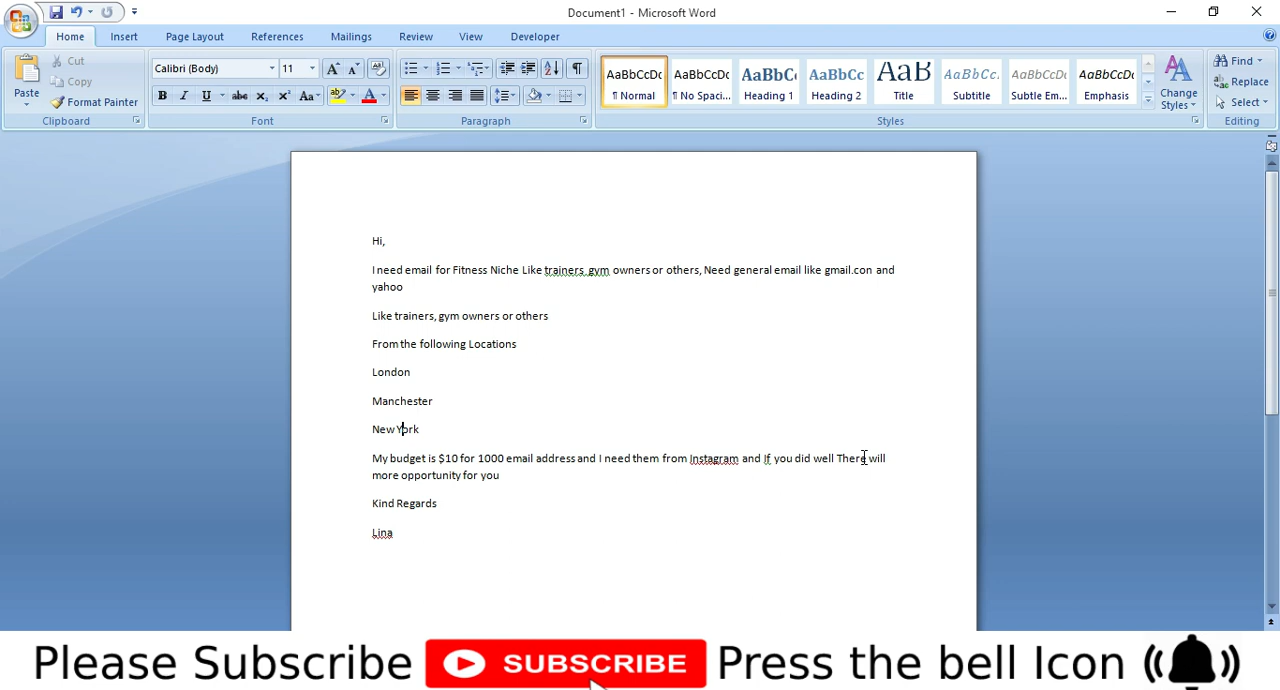 Document1 - Microsoft Word
Home Insert Page Layout References Mailings Review View Developer
Paste
Cut
Copy
Format Painter
Clipboard
Calibri (Body) 11
Font
Paragraph
AaBbCcDc AaBbCcDc AaBbC AaBbCc AaB AaBbCc. AaBbCcDc AaBbCcDc
¶ Normal ¶ No Spaci... Heading 1 Heading 2 Title Subtitle Subtle Em... Emphasis
Change Styles
Styles
Find
Replace
Select
Editing
Hi,
I need email for Fitness Niche Like trainers, gym owners or others, Need general email like gmail.con and
yahoo
Like trainers, gym owners or others
From the following Locations
London
Manchester
New York
My budget is $10 for 1000 email address and I need them from Instagram and If you did well There will
more opportunity for you
Kind Regards
Lina
Please Subscribe SUBSCRIBE Press the bell Icon